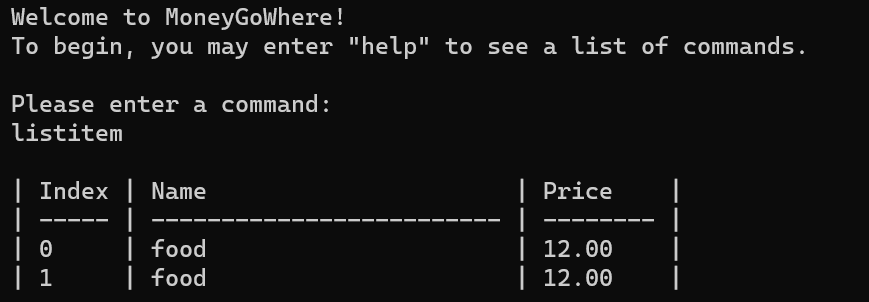 Welcome to MoneyGoWhere!
To begin, you may enter "help" to see a list of commands.
Please enter a command:
listitem
| Index | Name                      | Price    |
| ----- | ------------------------- | -------- |
| 0     | food                      | 12.00    |
| 1     | food                      | 12.00    |